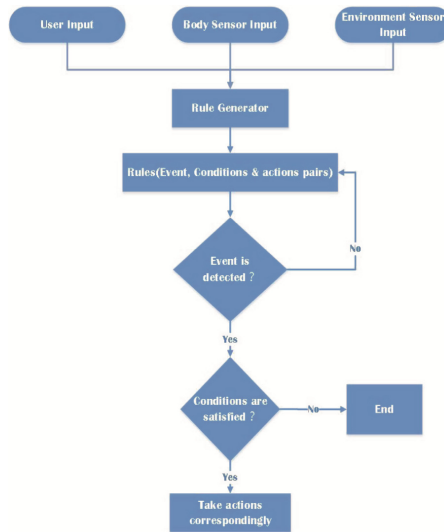 User Input
Body Sensor Input
Environment Sensor
Input
Rule Generator
Rules(Event, Conditions & actions pairs)
No
Event is
detected ?
Yes
Conditions are
satisfied ?
No
End
Yes
Take actions
correspondingly